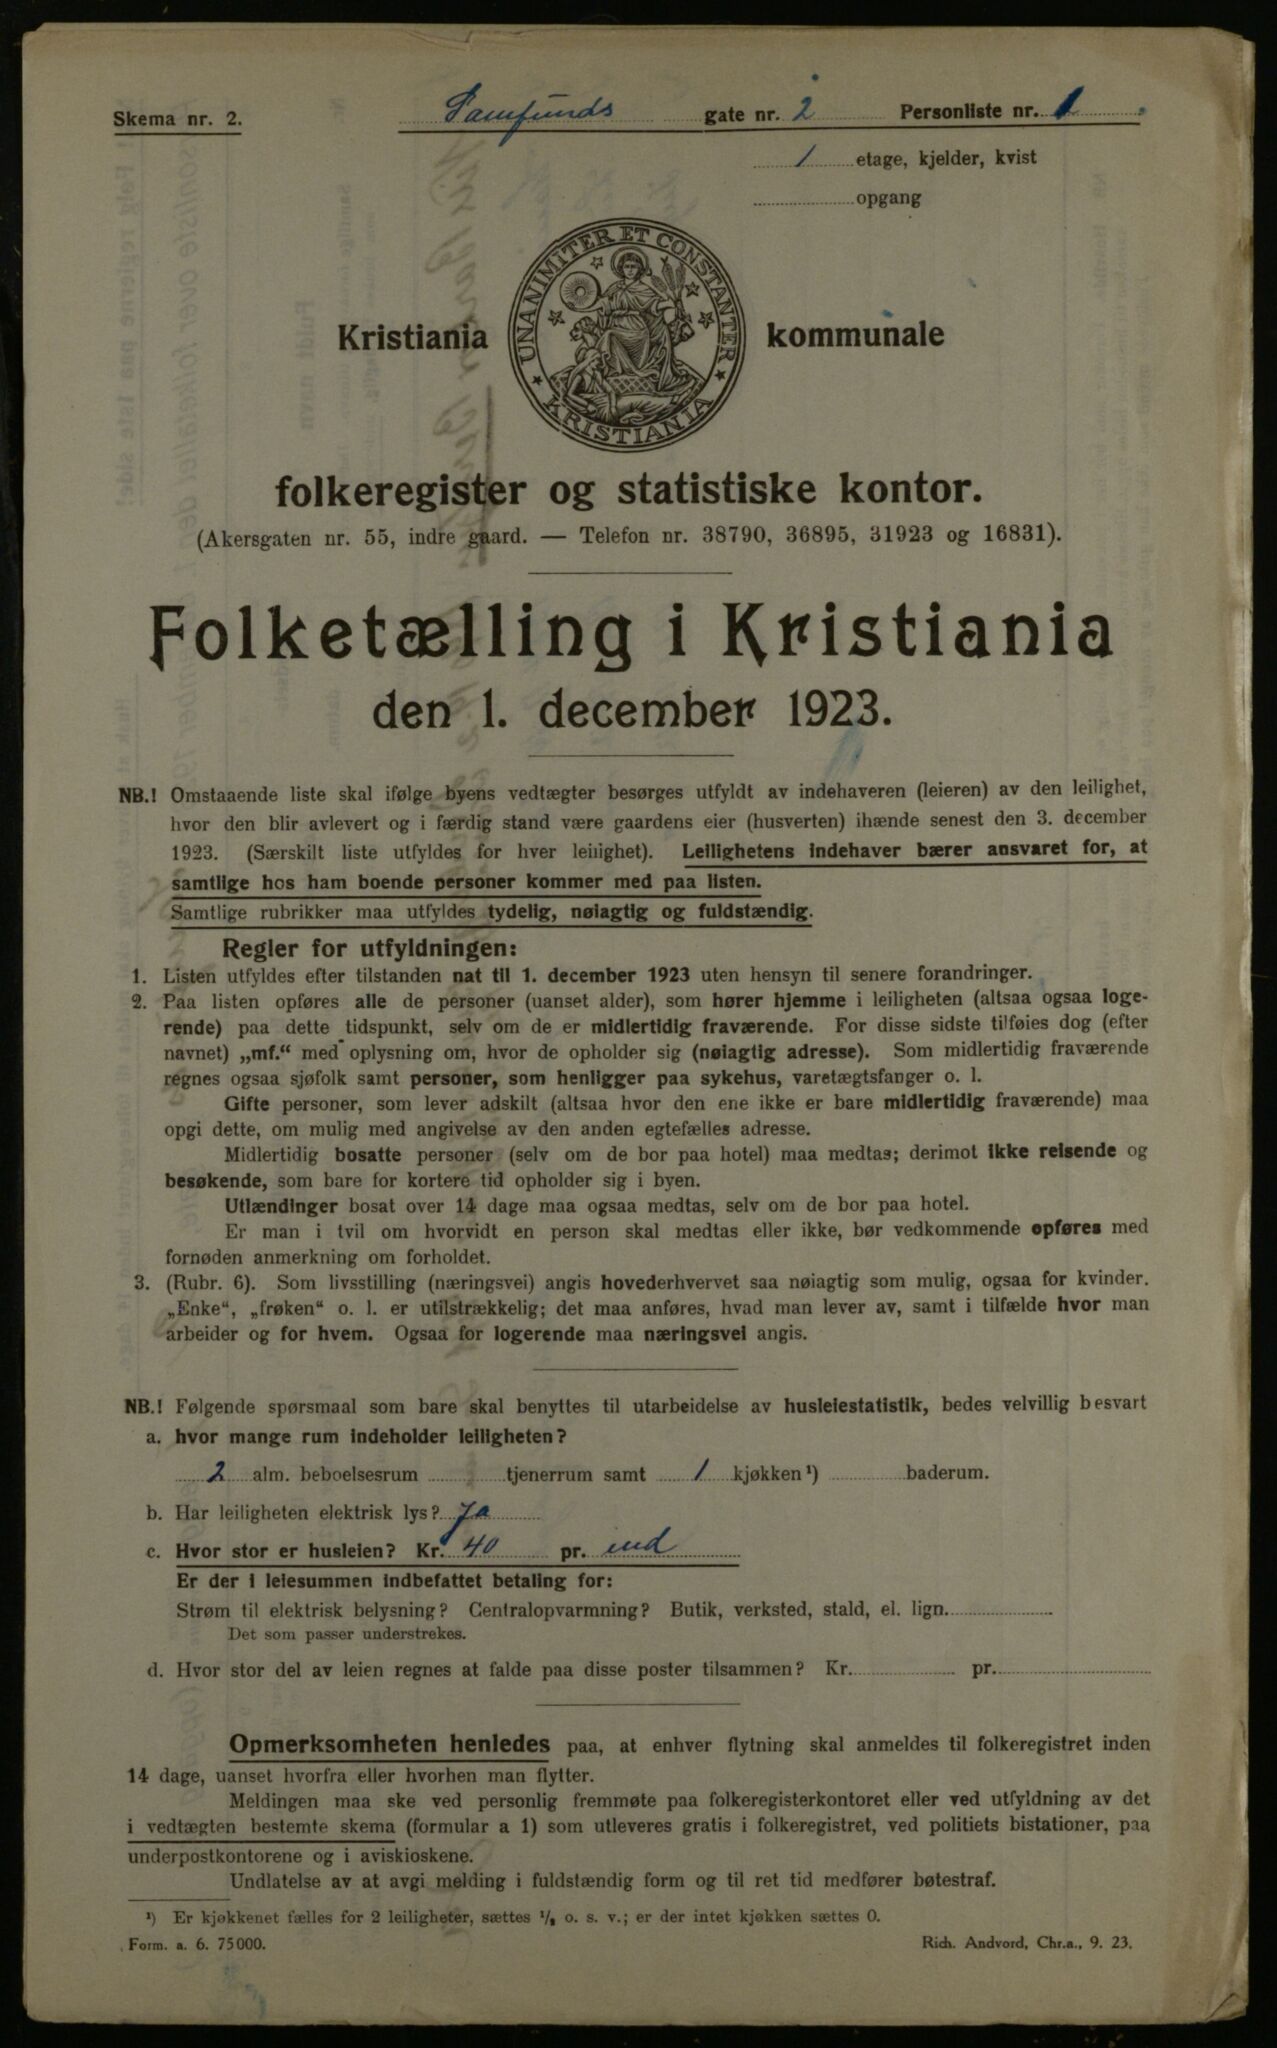 Skema nr. 2. Samfunds gate nr. 2 Personliste nr. 1
1 etage, kjelder, kvist
opgang
UNANIMITER ET CONSTANTER
KRISTIANIA
Kristiania kommunale
folkeregister og statistiske kontor.
(Akersgaten nr. 55, indre gaard. — Telefon nr. 38790, 36895, 31923 og 16831).
Folketælling i Kristiania
den 1. december 1923.
NB.! Omstaaende liste skal ifølge byens vedtægter besørges utfyldt av indehaveren (leieren) av den leilighet,
hvor den blir avlevert og i færdig stand være gaardens eier (husverten) ihænde senest den 3. december
1923. (Særskilt liste utfyldes for hver leilighet). Leilighetens indehaver bærer ansvaret for, at
samtlige hos ham boende personer kommer med paa listen.
Samtlige rubrikker maa utfyldes tydelig, nøiagtig og fuldstændig.
Regler for utfyldningen:
1. Listen utfyldes efter tilstanden nat til 1. december 1923 uten hensyn til senere forandringer.
2. Paa listen opføres alle de personer (uanset alder), som hører hjemme i leiligheten (altsaa ogsaa loge-
rende) paa dette tidspunkt, selv om de er midlertidig fraværende. For disse sidste tilføies dog (efter
navnet) „mf.“ med oplysning om, hvor de opholder sig (nøiagtig adresse). Som midlertidig fraværende
regnes ogsaa sjøfolk samt personer, som henligger paa sykehus, varetægtsfanger o. l.
Gifte personer, som lever adskilt (altsaa hvor den ene ikke er bare midlertidig fraværende) maa
opgi dette, om mulig med angivelse av den anden egtefælles adresse.
Midlertidig bosatte personer (selv om de bor paa hotel) maa medtas; derimot ikke reisende og
besøkende, som bare for kortere tid opholder sig i byen.
Utlændinger bosat over 14 dage maa ogsaa medtas, selv om de bor paa hotel.
Er man i tvil om hvorvidt en person skal medtas eller ikke, bør vedkommende opføres med
fornøden anmerkning om forholdet.
3. (Rubr. 6). Som livsstilling (næringsvei) angis hovederhvervet saa nøiagtig som mulig, ogsaa for kvinder.
„Enke“, „frøken“ o. l. er utilstrækkelig; det maa anføres, hvad man lever av, samt i tilfælde hvor man
arbeider og for hvem. Ogsaa for logerende maa næringsvei angis.
NB.! Følgende spørsmaal som bare skal benyttes til utarbeidelse av husleiestatistik, bedes velvillig besvart
a. hvor mange rum indeholder leiligheten?
2 alm. beboelsesrum tjenerrum samt 1 kjøkken ¹) baderum.
b. Har leiligheten elektrisk lys? Ja
c. Hvor stor er husleien? Kr. 40 pr. md
Er der i leiesummen indbefattet betaling for:
Strøm til elektrisk belysning? Centralopvarmning? Butik, verksted, stald, el. lign.
Det som passer understrekes.
d. Hvor stor del av leien regnes at falde paa disse poster tilsammen? Kr. pr.
Opmerksomheten henledes paa, at enhver flytning skal anmeldes til folkeregistret inden
14 dage, uanset hvorfra eller hvorhen man flytter.
Meldingen maa ske ved personlig fremmøte paa folkeregisterkontoret eller ved utfyldning av det
i vedtægten bestemte skema (formular a 1) som utleveres gratis i folkeregistret, ved politiets bistationer, paa
underpostkontorene og i aviskioskene.
Undlatelse av at avgi melding i fuldstændig form og til ret tid medfører bøtestraf.
¹) Er kjøkkenet fælles for 2 leiligheter, sættes ½ o. s. v.; er der intet kjøkken sættes 0.
Form. a. 6. 75000. Rich. Andvord, Chr.a., 9. 23.